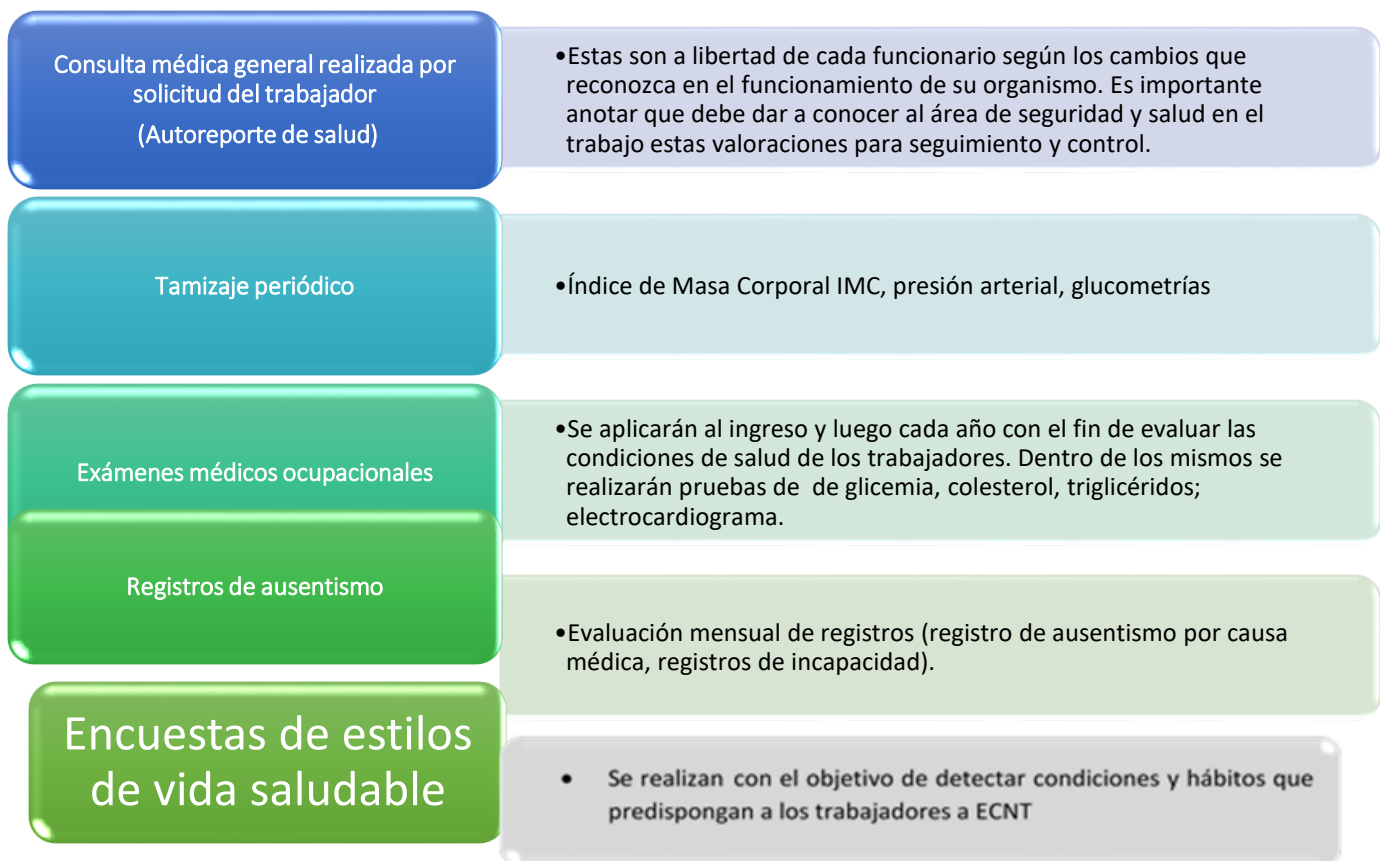 Consulta médica general realizada por
solicitud del trabajador
(Autoreporte de salud)
•Estas son a libertad de cada funcionario según los cambios que
reconozca en el funcionamiento de su organismo. Es importante
anotar que debe dar a conocer al área de seguridad y salud en el
trabajo estas valoraciones para seguimiento y control.
Tamizaje periódico
•Índice de Masa Corporal IMC, presión arterial, glucometrías
Exámenes médicos ocupacionales
•Se aplicarán al ingreso y luego cada año con el fin de evaluar las
condiciones de salud de los trabajadores. Dentro de los mismos se
realizarán pruebas de  de glicemia, colesterol, triglicéridos;
electrocardiograma.
Registros de ausentismo
•Evaluación mensual de registros (registro de ausentismo por causa
médica, registros de incapacidad).
Encuestas de estilos
de vida saludable
• Se realizan con el objetivo de detectar condiciones y hábitos que
predispongan a los trabajadores a ECNT